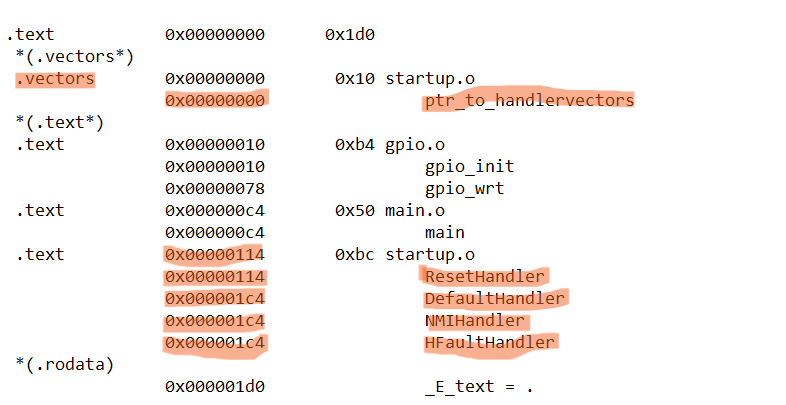 .text 0x00000000 0x1d0
*(.vectors*)
.vectors 0x00000000 0x10 startup.o
0x00000000 ptr_to_handlervectors
*(.text*)
.text 0x00000010 0xb4 gpio.o
0x00000010 gpio_init
0x00000078 gpio_wrt
.text 0x000000c4 0x50 main.o
0x000000c4 main
.text 0x00000114 0xbc startup.o
0x00000114 ResetHandler
0x000001c4 DefaultHandler
0x000001c4 NMIHandler
0x000001c4 HFaultHandler
*(.rodata)
0x000001d0 _E_text = .